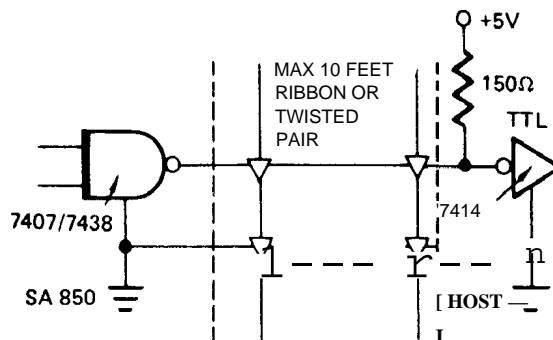 +5V
MAX 10 FEET
RIBBON OR
TWISTED
PAIR
150Ω
TTL
7407/7438
7414
n
SA 850
[ HOST —
I